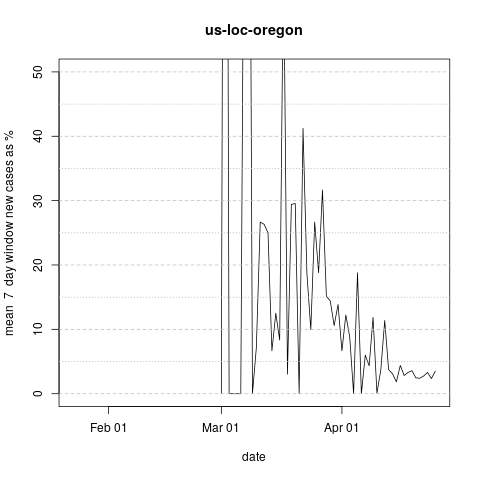 us-loc-oregon
mean 7 day window new cases as %
50
40
30
20
10
0
Feb 01
Mar 01
Apr 01
date